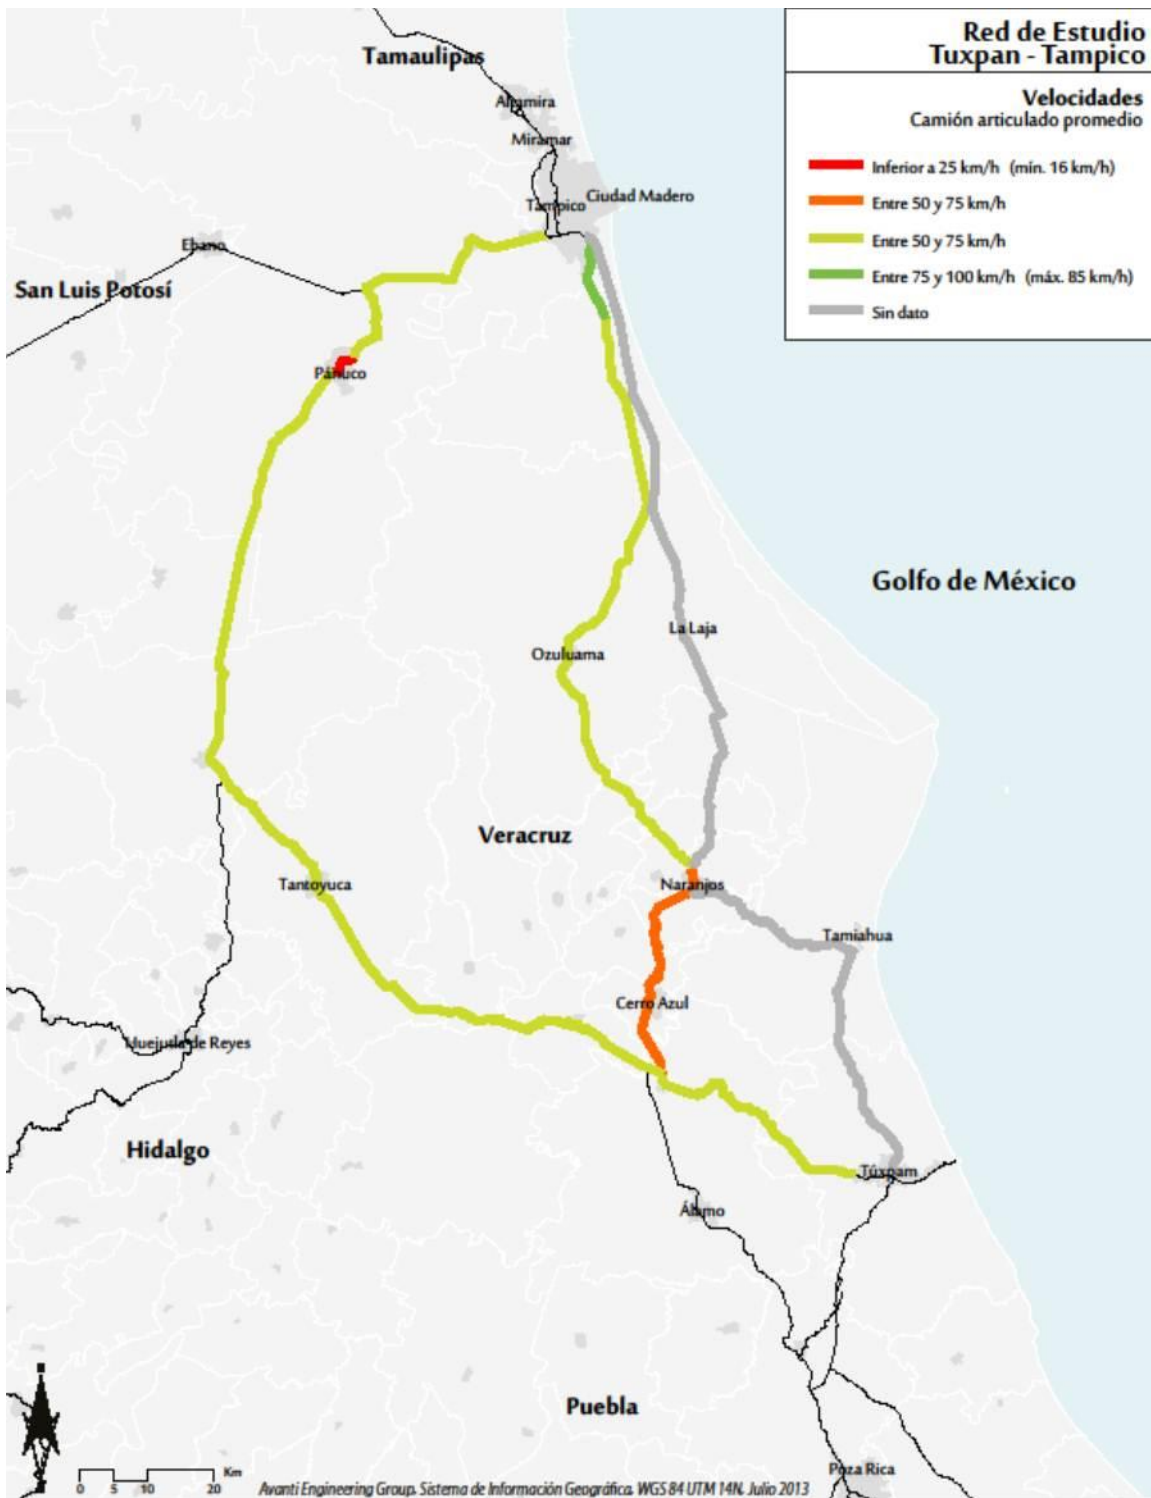 Red de Estudio
Tuxpan - Tampico
Velocidades
Camión articulado promedio
Inferior a 25 km/h (mín. 16 km/h)
Entre 50 y 75 km/h
Entre 50 y 75 km/h
Entre 75 y 100 km/h (máx. 85 km/h)
Sin dato
Tamaulipas
Altamira
Miramar
Ciudad Madero
Tampico
Ebano
San Luis Potosí
Pánuco
Golfo de México
La Laja
Ozuluama
Veracruz
Tantoyuca
Naranjos
Tamiahua
Cerro Azul
Huejutla de Reyes
Hidalgo
Túxpam
Álamo
Puebla
Poza Rica
Km
0 5 10 20
Avanti Engineering Group. Sistema de Información Geográfica. WGS 84 UTM 14N. Julio 2013